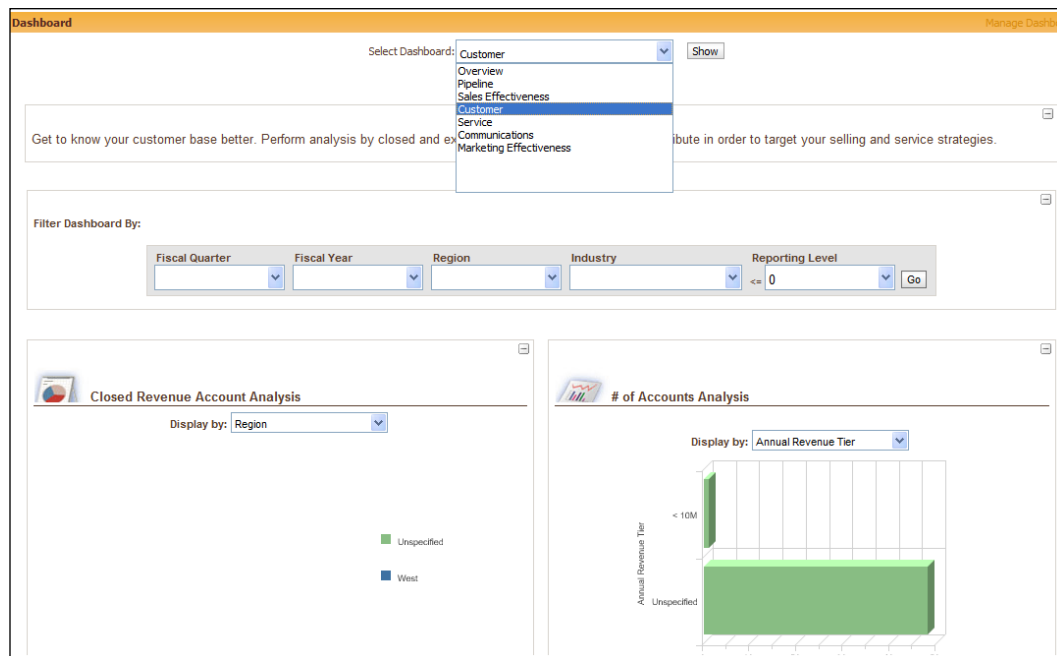 Dashboard
Manage Dashb
Select Dashboard: Customer Show
Overview
Pipeline
Sales Effectiveness
Customer
Service
Communications
Marketing Effectiveness
Get to know your customer base better. Perform analysis by closed and ex
ibute in order to target your selling and service strategies.
Filter Dashboard By:
Fiscal Quarter Fiscal Year Region Industry Reporting Level
<= 0 Go
Closed Revenue Account Analysis
Display by: Region
Unspecified
West
# of Accounts Analysis
Display by: Annual Revenue Tier
Annual Revenue Tier
< 10M
Unspecified